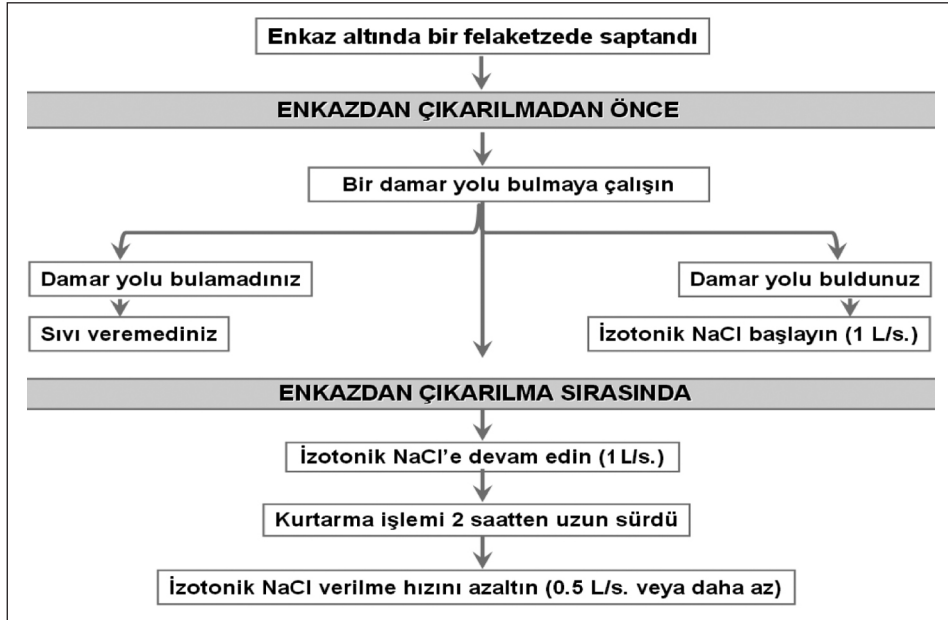 Enkaz altında bir felaketzede saptandı
ENKAZDAN ÇIKARILMADAN ÖNCE
Bir damar yolu bulmaya çalışın
Damar yolu bulamadınız
Damar yolu buldunuz
Sıvı veremediniz
İzotonik NaCl başlayın (1 L/s.)
ENKAZDAN ÇIKARILMA SIRASINDA
İzotonik NaCl’e devam edin (1 L/s.)
Kurtarma işlemi 2 saatten uzun sürdü
İzotonik NaCl verilme hızını azaltın (0.5 L/s. veya daha az)